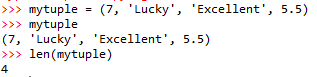 >>> mytuple = (7, 'Lucky', 'Excellent', 5.5)
>>> mytuple
(7, 'Lucky', 'Excellent', 5.5)
>>> len(mytuple)
4